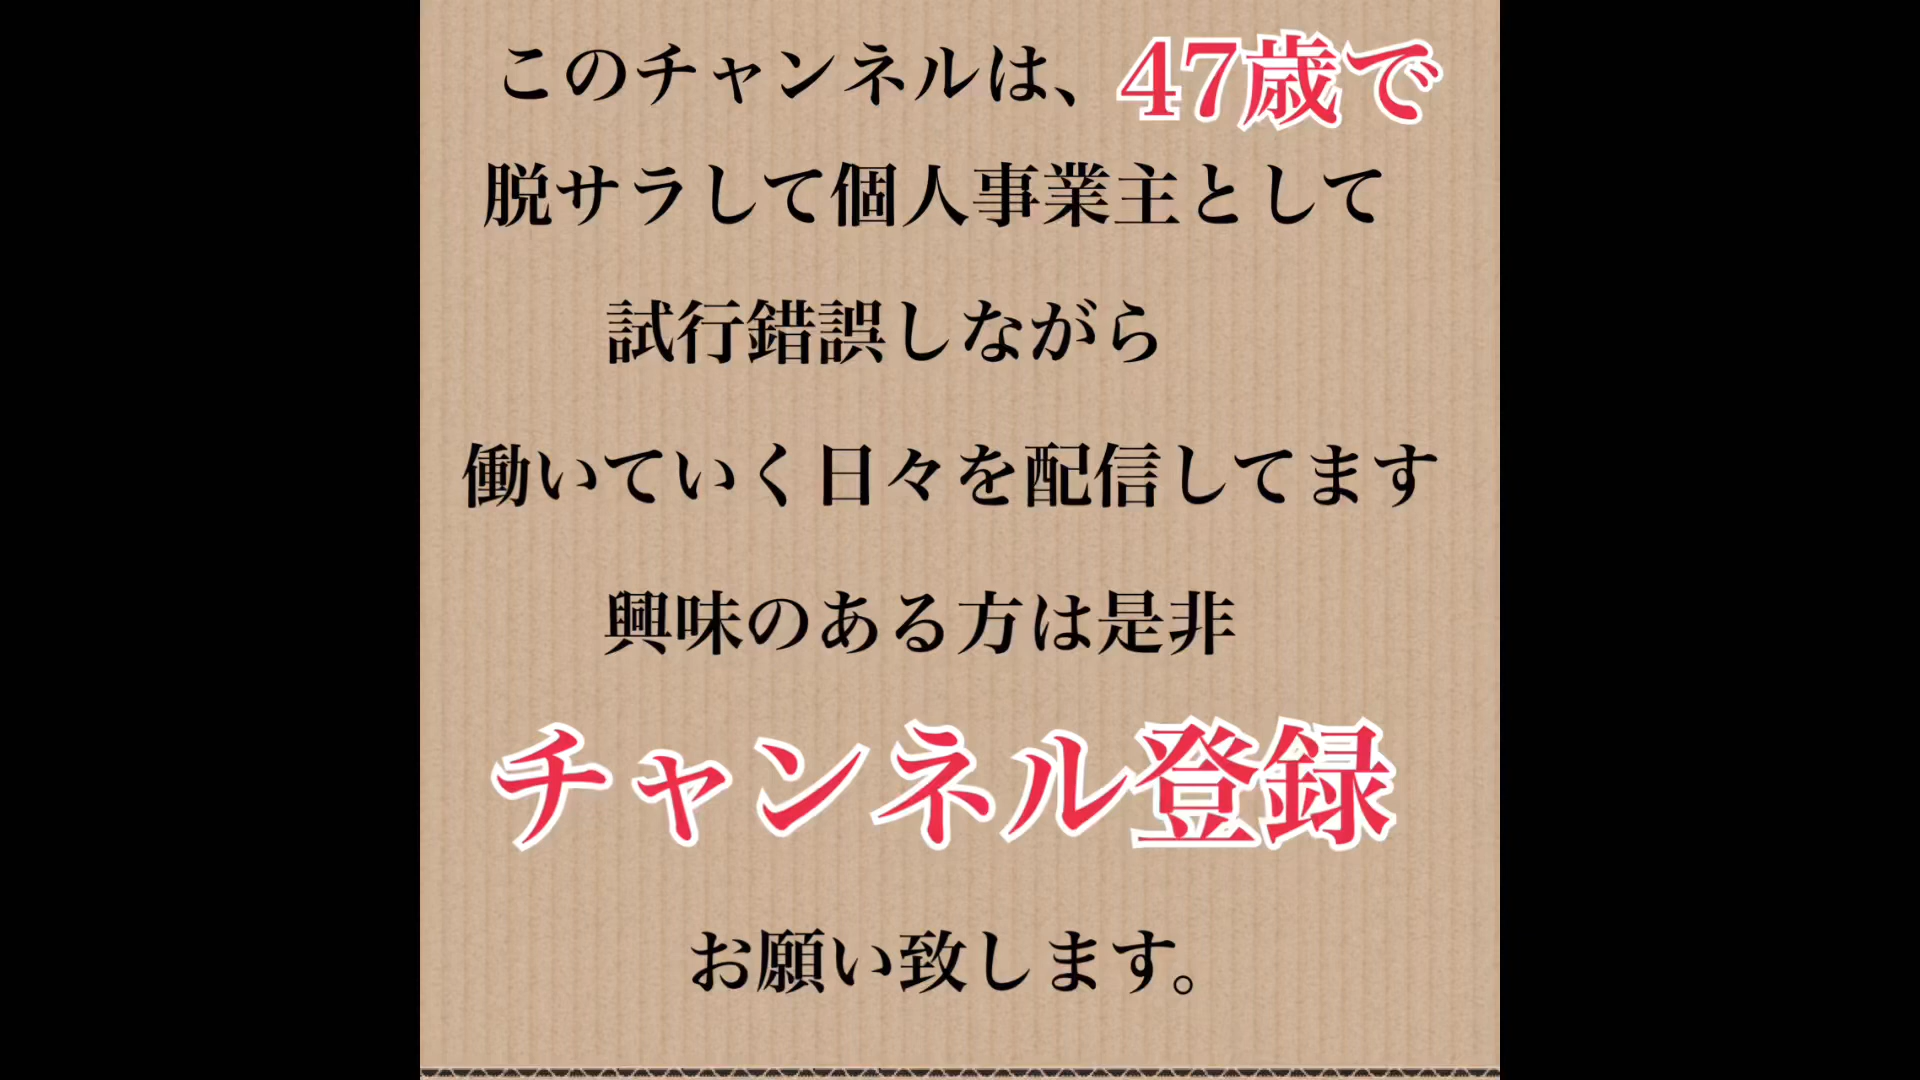 このチャンネルは、47歳で
脱サラして個人事業主として
試行錯誤しながら
働いていく日々を配信してます
興味のある方は是非
チャンネル登録
お願い致します。